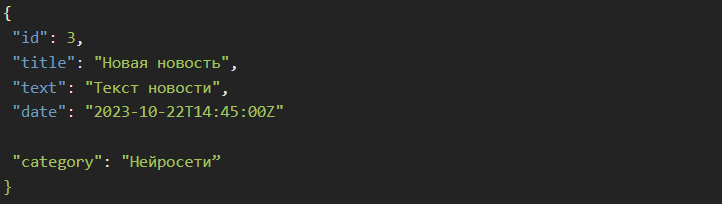 {
"id": 3,
"title": "Новая новость",
"text": "Текст новости",
"date": "2023-10-22T14:45:00Z"
"category": "Нейросети”
}